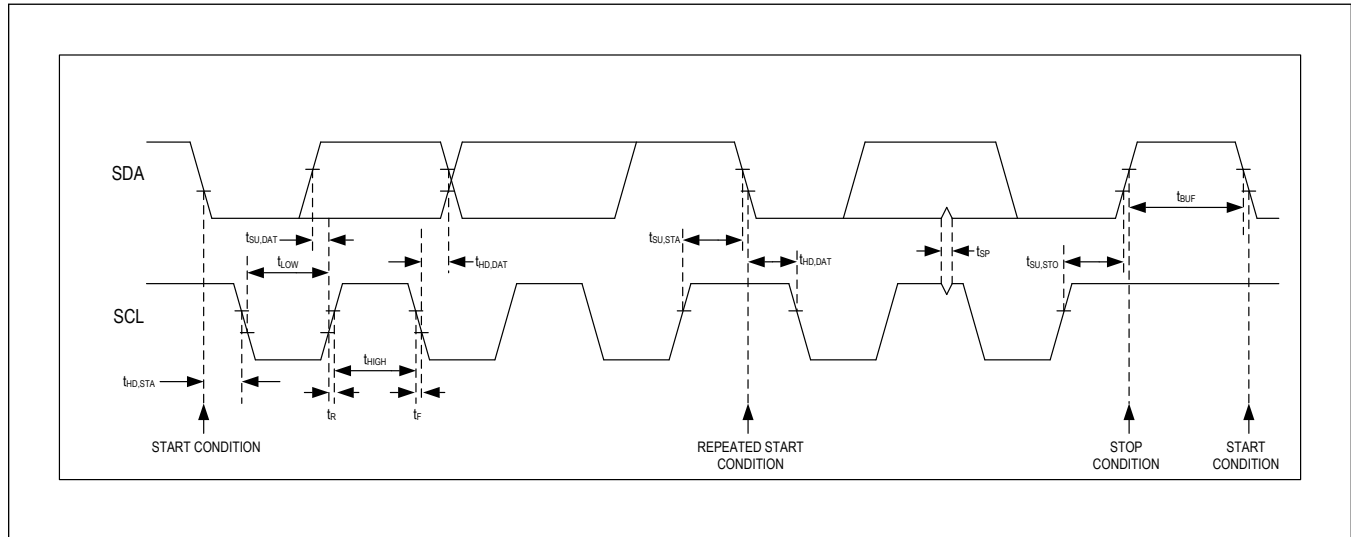 SDA
tSU,DAT
tLOW
tHD,DAT
tSU,STA
tHD,DAT
tSP
tSU,STO
tBUF
SCL
tHIGH
tHD,STA
tR
tF
START CONDITION
REPEATED START
CONDITION
STOP
CONDITION
START
CONDITION